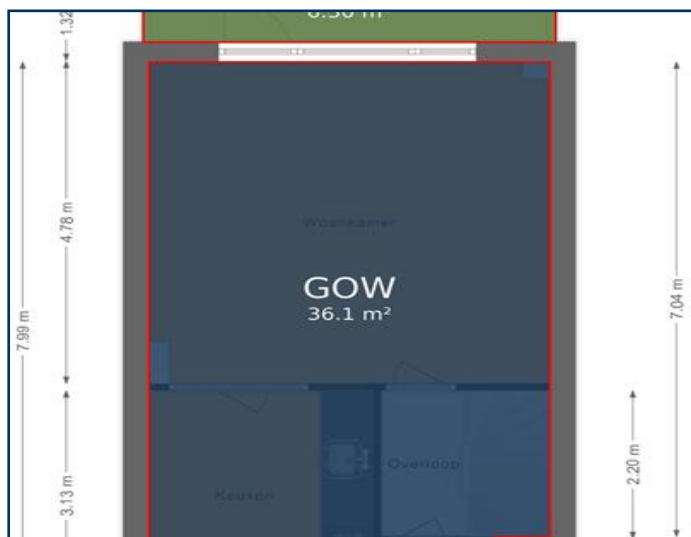 1.32
6.30 m²
4.78 m
7.99 m
7.04 m
Woonkamer
GOW
36.1 m²
Overloop
Keuken
2.20 m
3.13 m